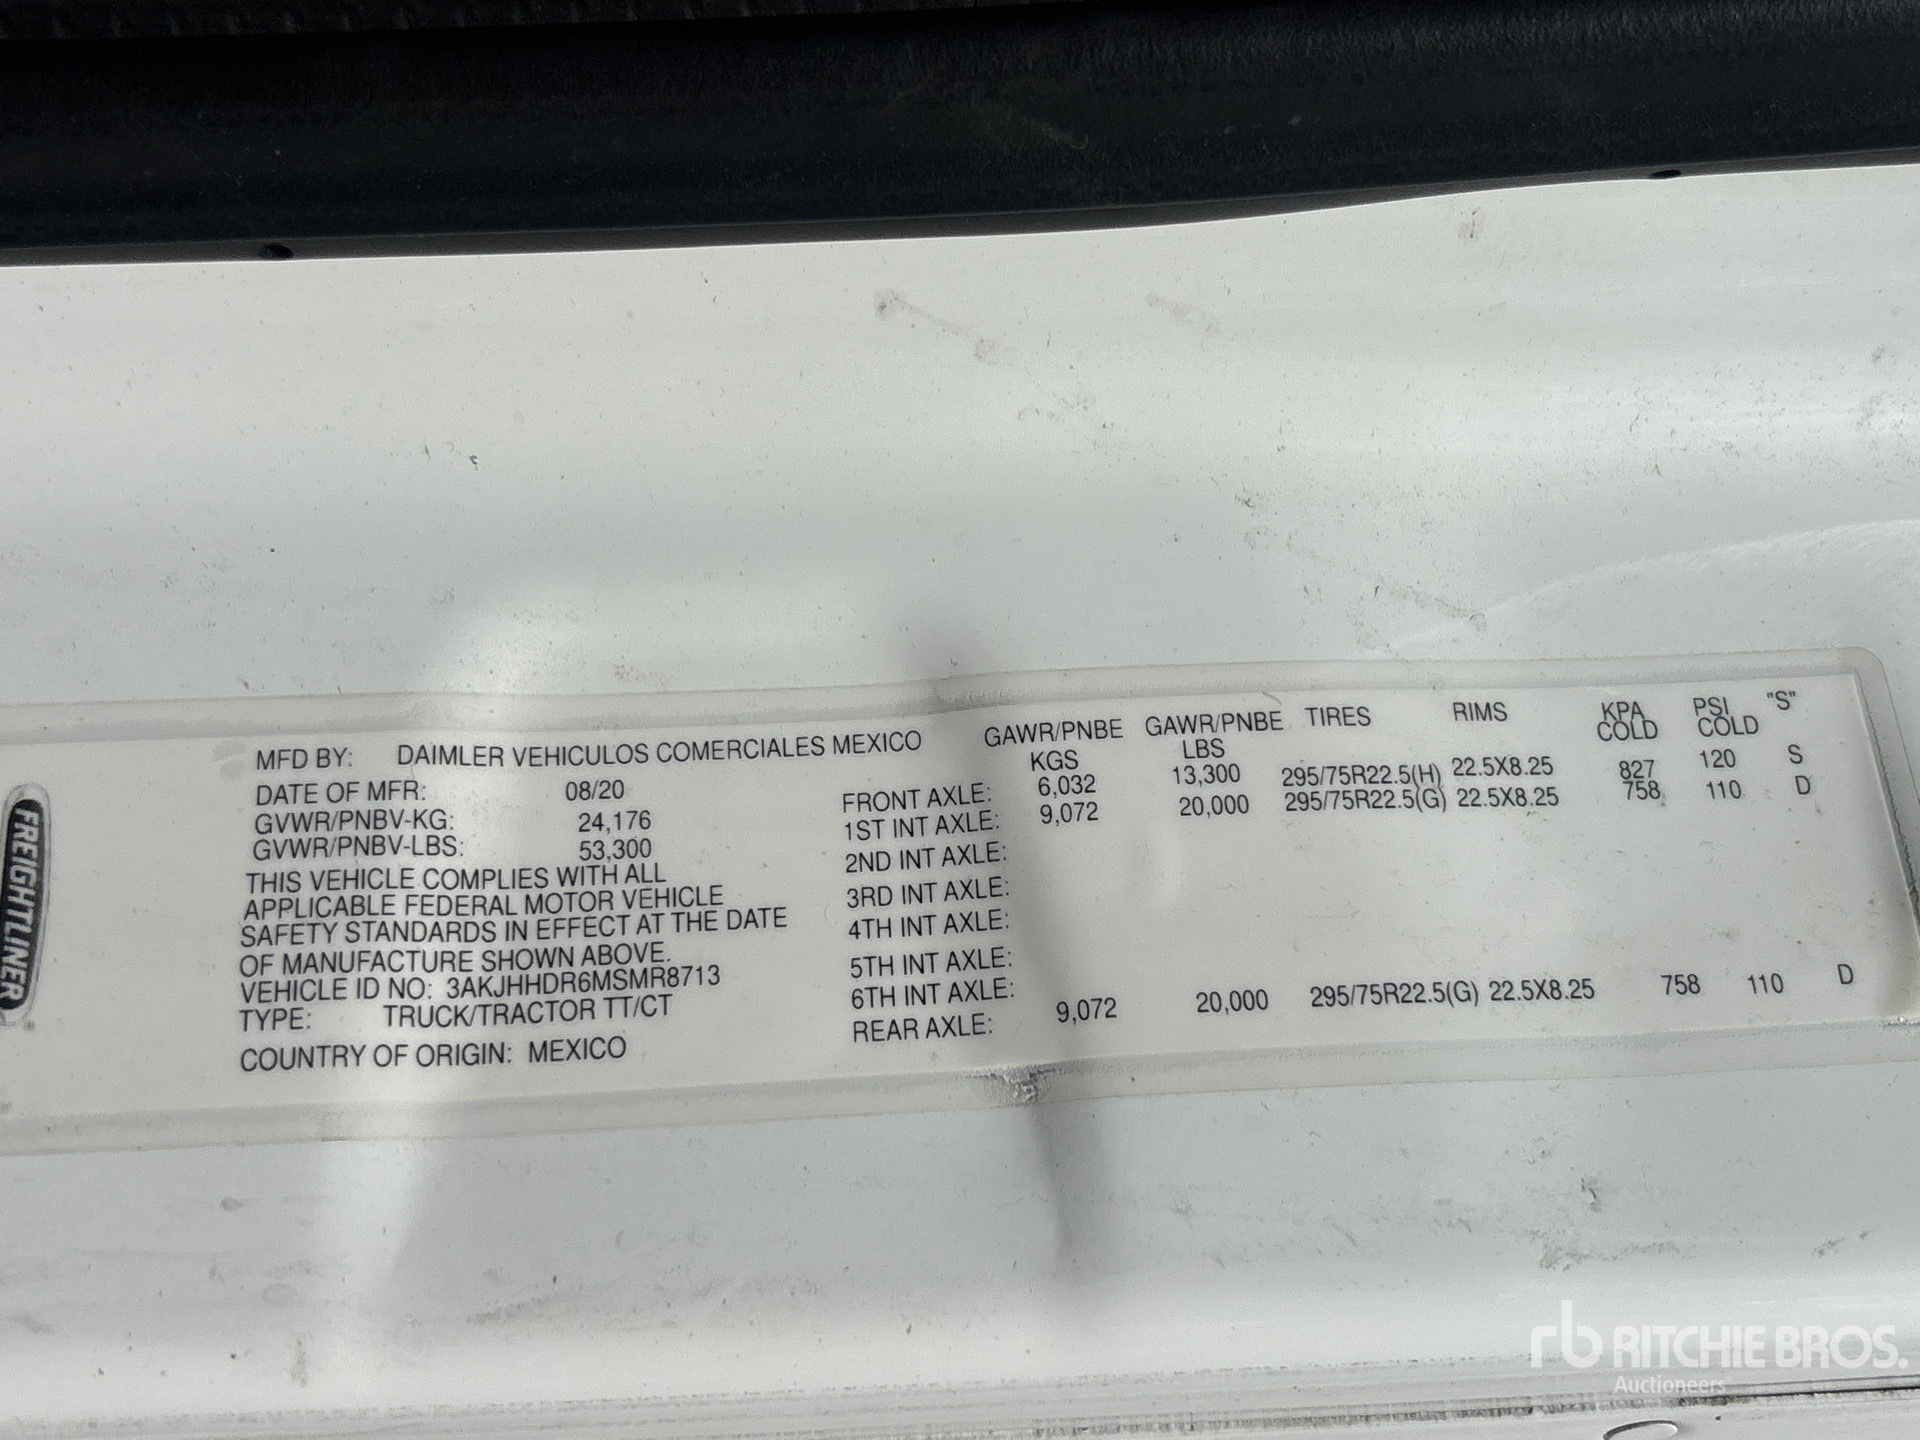 FREIGHTLINER
MFD BY: DAIMLER VEHICULOS COMERCIALES MEXICO
DATE OF MFR: 08/20
GVWR/PNBV-KG: 24,176
GVWR/PNBV-LBS: 53,300
THIS VEHICLE COMPLIES WITH ALL
APPLICABLE FEDERAL MOTOR VEHICLE
SAFETY STANDARDS IN EFFECT AT THE DATE
OF MANUFACTURE SHOWN ABOVE.
VEHICLE ID NO: 3AKJHHDR6MSMR8713
TYPE: TRUCK/TRACTOR TT/CT
COUNTRY OF ORIGIN: MEXICO
GAWR/PNBE GAWR/PNBE TIRES RIMS KPA PSI "S"
KGS LBS COLD COLD
FRONT AXLE: 6,032 13,300 295/75R22.5(H) 22.5X8.25 827 120 S
1ST INT AXLE: 9,072 20,000 295/75R22.5(G) 22.5X8.25 758 110 D
2ND INT AXLE:
3RD INT AXLE:
4TH INT AXLE:
5TH INT AXLE:
6TH INT AXLE:
REAR AXLE: 9,072 20,000 295/75R22.5(G) 22.5X8.25 758 110 D
rb RITCHIE BROS.
Auctioneers